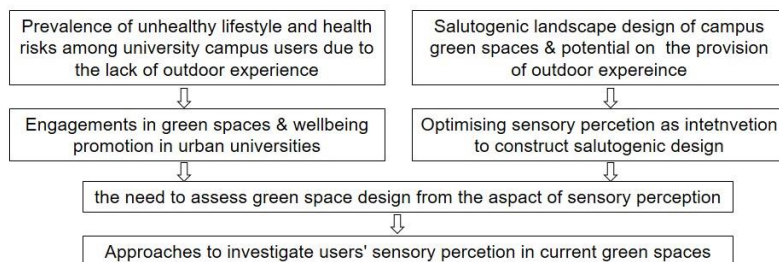 Prevalence of unhealthy lifestyle and health
risks among university campus users due to
the lack of outdoor experience
Salutogenic landscape design of campus
green spaces & potential on the provision
of outdoor expereince
Engagements in green spaces & wellbeing
promotion in urban universities
Optimising sensory percetion as intetnvetion
to construct salutogenic design
the need to assess green space design from the aspact of sensory perception
Approaches to investigate users' sensory percetion in current green spaces